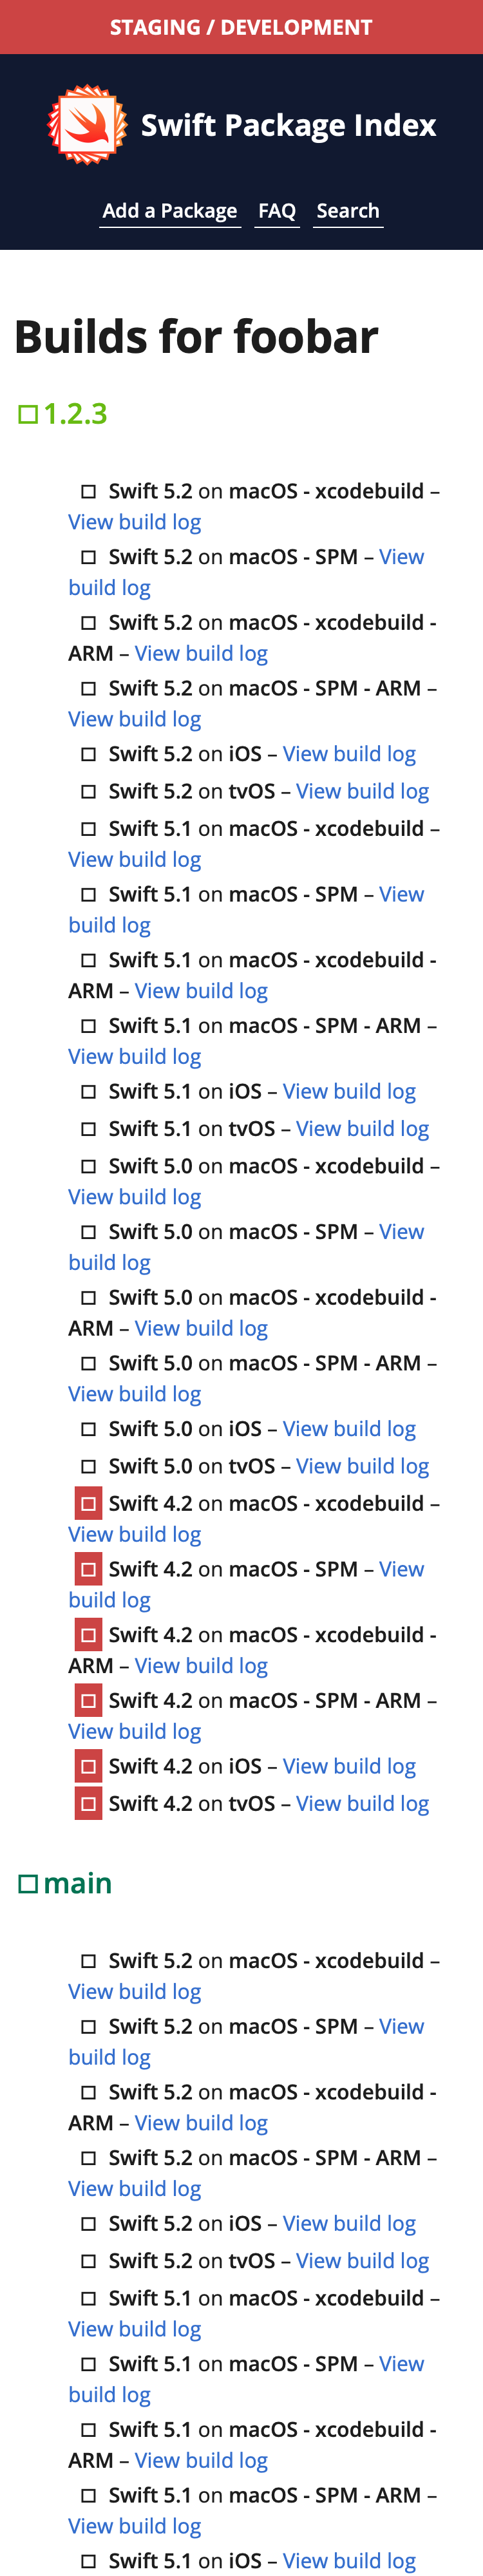 STAGING / DEVELOPMENT
Swift Package Index
Add a Package FAQ Search
Builds for foobar
1.2.3
Swift 5.2 on macOS - xcodebuild –
View build log
Swift 5.2 on macOS - SPM – View
build log
Swift 5.2 on macOS - xcodebuild -
ARM – View build log
Swift 5.2 on macOS - SPM - ARM –
View build log
Swift 5.2 on iOS – View build log
Swift 5.2 on tvOS – View build log
Swift 5.1 on macOS - xcodebuild –
View build log
Swift 5.1 on macOS - SPM – View
build log
Swift 5.1 on macOS - xcodebuild -
ARM – View build log
Swift 5.1 on macOS - SPM - ARM –
View build log
Swift 5.1 on iOS – View build log
Swift 5.1 on tvOS – View build log
Swift 5.0 on macOS - xcodebuild –
View build log
Swift 5.0 on macOS - SPM – View
build log
Swift 5.0 on macOS - xcodebuild -
ARM – View build log
Swift 5.0 on macOS - SPM - ARM –
View build log
Swift 5.0 on iOS – View build log
Swift 5.0 on tvOS – View build log
Swift 4.2 on macOS - xcodebuild –
View build log
Swift 4.2 on macOS - SPM – View
build log
Swift 4.2 on macOS - xcodebuild -
ARM – View build log
Swift 4.2 on macOS - SPM - ARM –
View build log
Swift 4.2 on iOS – View build log
Swift 4.2 on tvOS – View build log
main
Swift 5.2 on macOS - xcodebuild –
View build log
Swift 5.2 on macOS - SPM – View
build log
Swift 5.2 on macOS - xcodebuild -
ARM – View build log
Swift 5.2 on macOS - SPM - ARM –
View build log
Swift 5.2 on iOS – View build log
Swift 5.2 on tvOS – View build log
Swift 5.1 on macOS - xcodebuild –
View build log
Swift 5.1 on macOS - SPM – View
build log
Swift 5.1 on macOS - xcodebuild -
ARM – View build log
Swift 5.1 on macOS - SPM - ARM –
View build log
Swift 5.1 on iOS – View build log